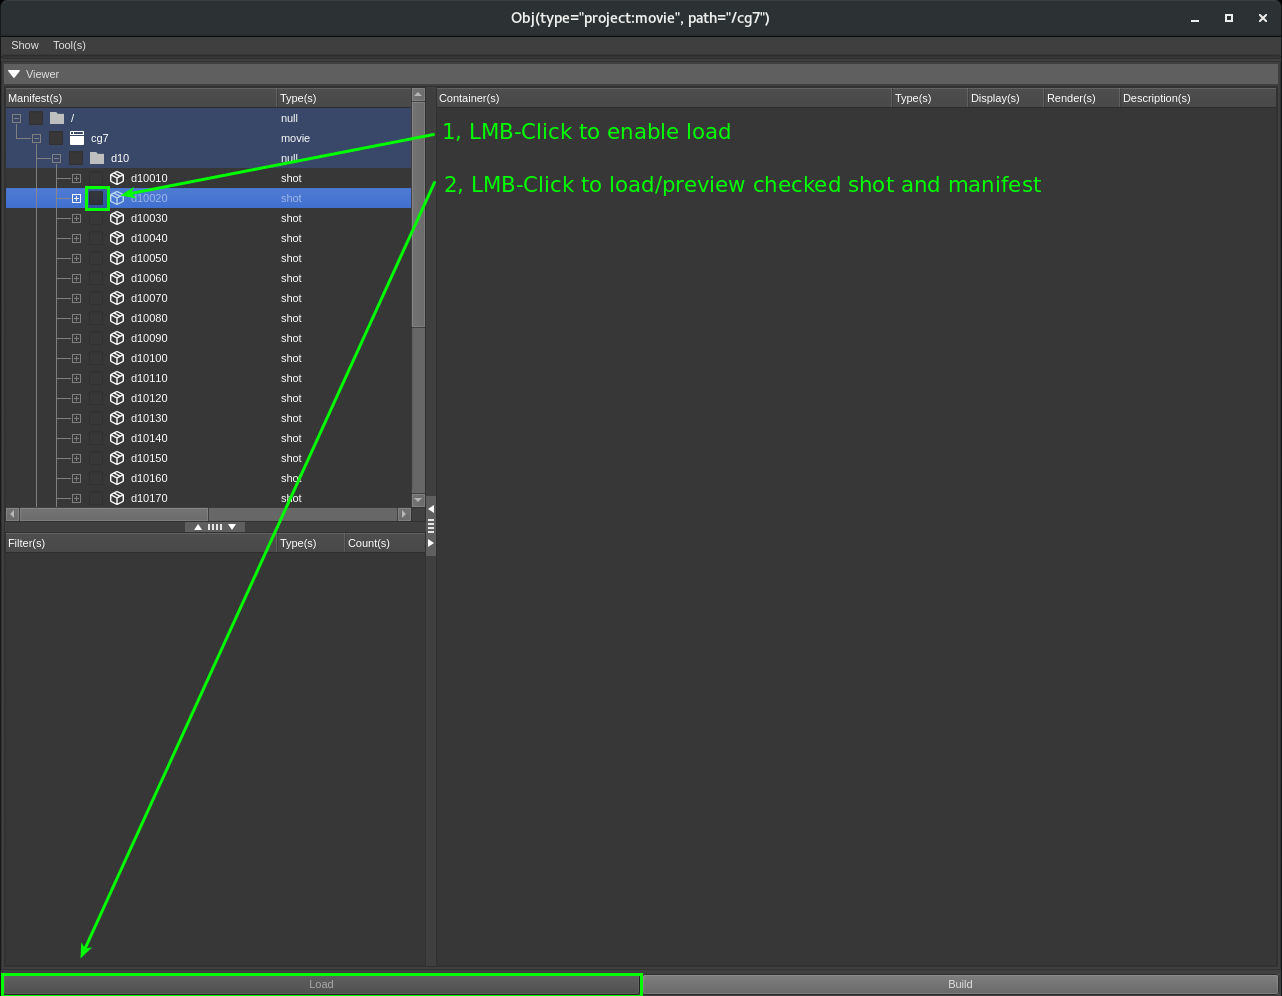 Obj(type="project:movie", path="/cg7")
Show Tool(s)
Viewer
Manifest(s) Type(s) Container(s) Type(s) Display(s) Render(s) Description(s)
/ null
1, LMB-Click to enable load
cg7 movie
d10 null
d10010 shot
2, LMB-Click to load/preview checked shot and manifest
d10020 shot
d10030 shot
d10040 shot
d10050 shot
d10060 shot
d10070 shot
d10080 shot
d10090 shot
d10100 shot
d10110 shot
d10120 shot
d10130 shot
d10140 shot
d10150 shot
d10160 shot
d10170 shot
Filter(s) Type(s) Count(s)
Load Build